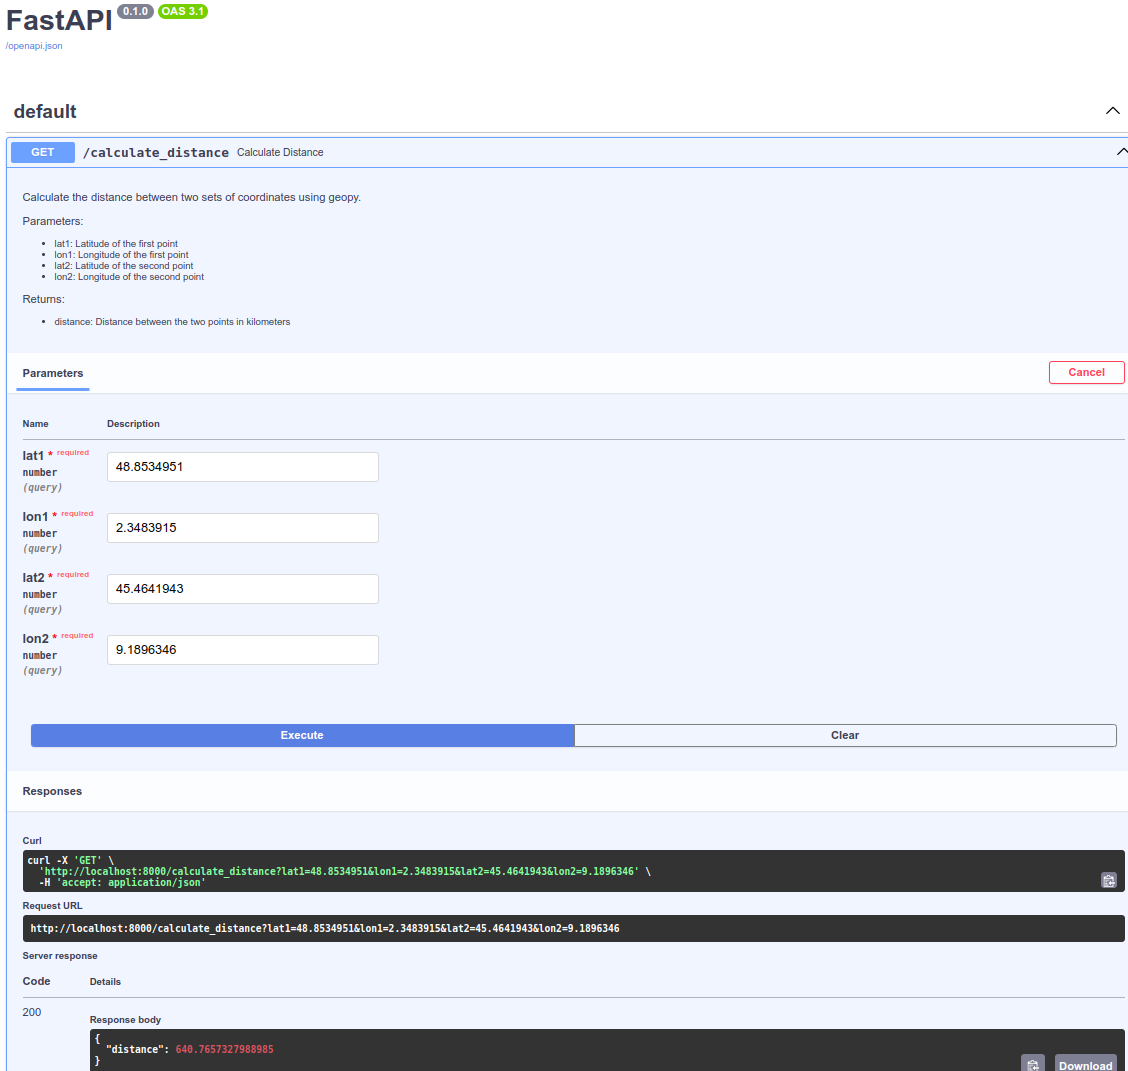 FastAPI 0.1.0 OAS 3.1
/openapi.json
default
GET /calculate_distance Calculate Distance
Calculate the distance between two sets of coordinates using geopy.
Parameters:
• lat1: Latitude of the first point
• lon1: Longitude of the first point
• lat2: Latitude of the second point
• lon2: Longitude of the second point
Returns:
• distance: Distance between the two points in kilometers
Parameters Cancel
Name Description
lat1 * required
number
(query)
48.8534951
lon1 * required
number
(query)
2.3483915
lat2 * required
number
(query)
45.4641943
lon2 * required
number
(query)
9.1896346
Execute Clear
Responses
Curl
curl -X 'GET' \
'http://localhost:8000/calculate_distance?lat1=48.8534951&lon1=2.3483915&lat2=45.4641943&lon2=9.1896346' \
-H 'accept: application/json'
Request URL
http://localhost:8000/calculate_distance?lat1=48.8534951&lon1=2.3483915&lat2=45.4641943&lon2=9.1896346
Server response
Code Details
200
Response body
{
"distance": 640.7657327988985
}
Download